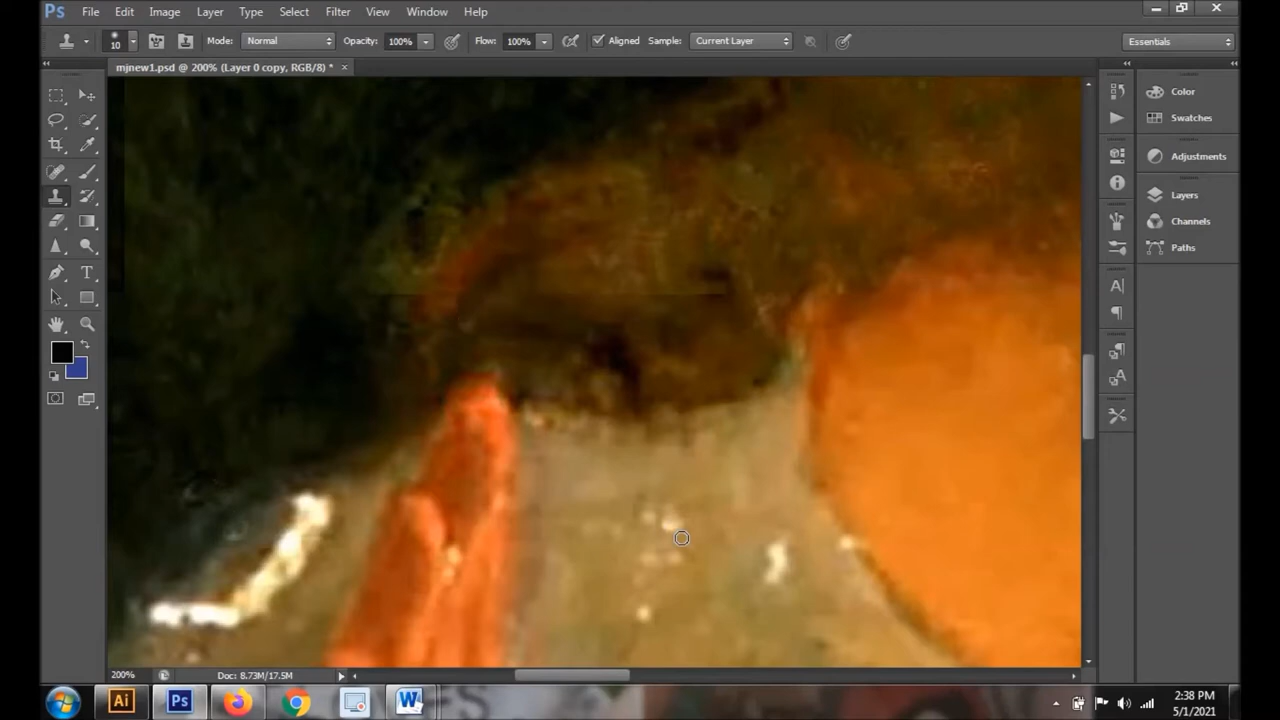 Ps File Edit Image Layer Type Select Filter View Window Help
10 Mode: Normal Opacity: 100% Flow: 100% Aligned Sample: Current Layer Essentials
mjnew1.psd @ 200% (Layer 0 copy, RGB/8) *
Color
Swatches
Adjustments
Layers
Channels
Paths
200% Doc: 8.73M/17.5M
Ai Ps W
2:38 PM
5/1/2021